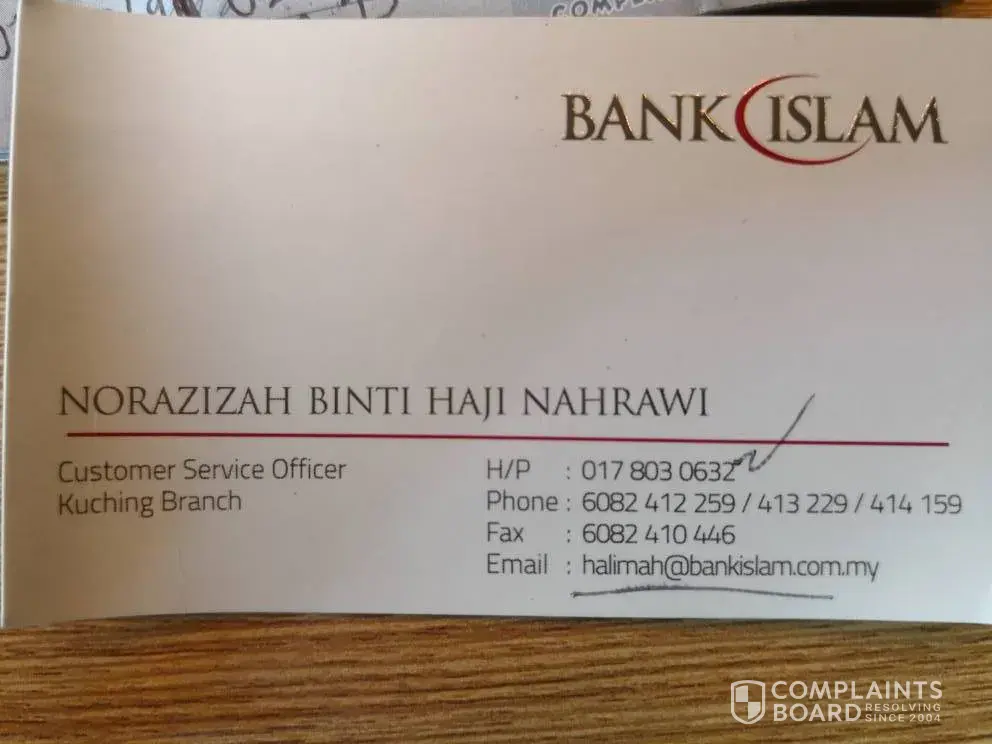 BANK ISLAM
NORAZIZAH BINTI HAJI NAHRAWI
Customer Service Officer
Kuching Branch
H/P : 017 803 0632
Phone : 6082 412 259 / 413 229 / 414 159
Fax : 6082 410 446
Email : halimah@bankislam.com.my
COMPLAINTS
BOARD RESOLVING
SINCE 2004